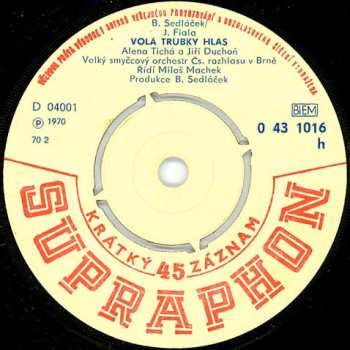 B. Sedláček/
J. Fiala
VOLÁ TRUBKY HLAS
Alena Tichá a Jiří Duchoň
Velký smyčcový orchestr Čs. rozhlasu v Brně
Řídí Miloš Machek
Produkce B. Sedláček
D 04001
Ⓟ 1970
70 2
BIEM
0 43 1016
h
KRÁTKÝ 45 ZÁZNAM
SUPRAPHON